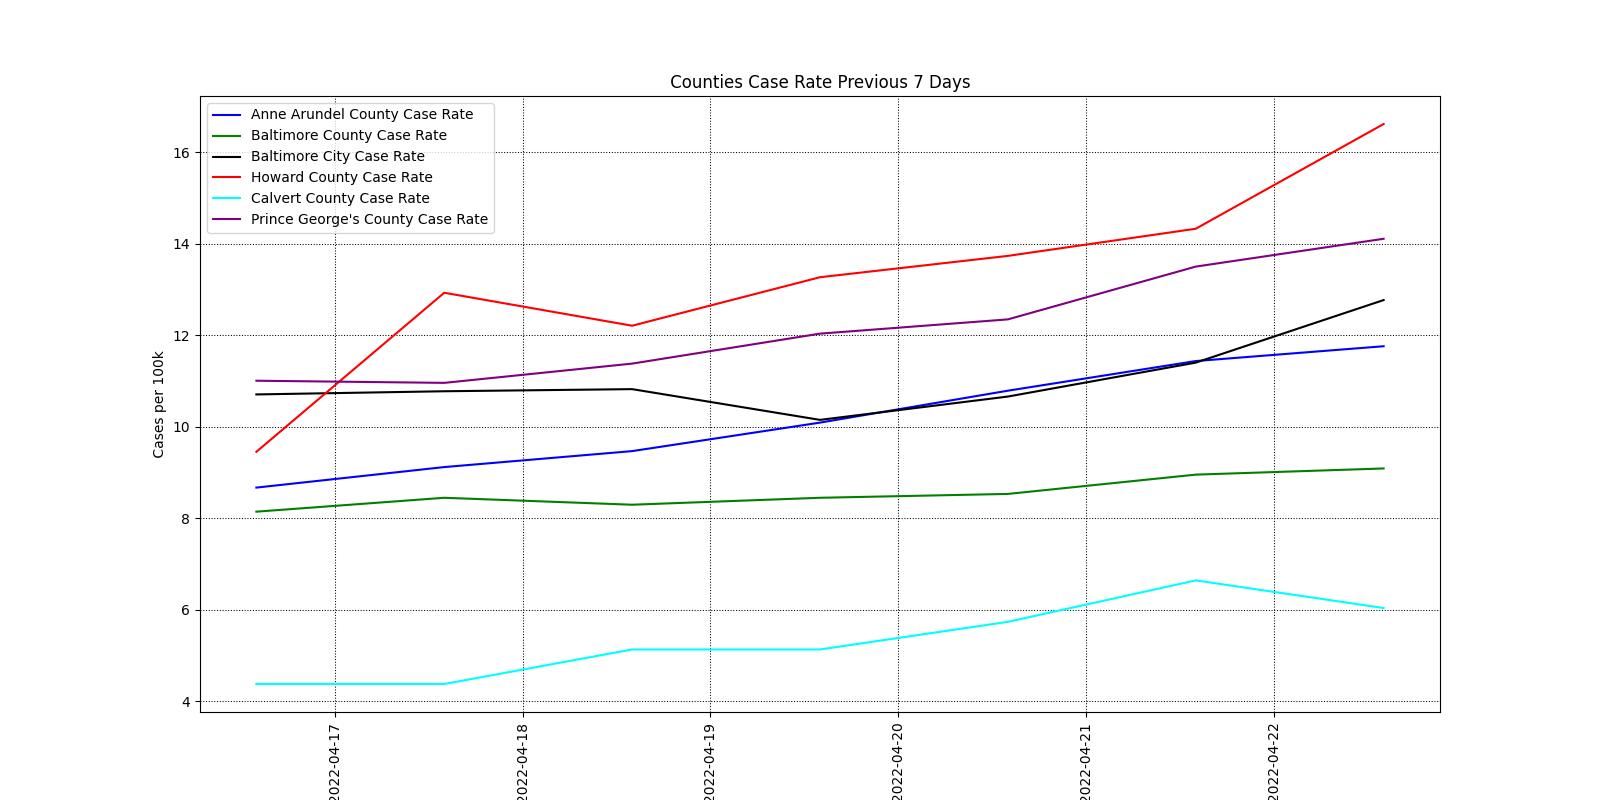 Counties Case Rate Previous 7 Days
Anne Arundel County Case Rate
Baltimore County Case Rate
Baltimore City Case Rate
Howard County Case Rate
Calvert County Case Rate
Prince George's County Case Rate
Cases per 100k
16
14
12
10
8
6
4
2022-04-17
2022-04-18
2022-04-19
2022-04-20
2022-04-21
2022-04-22